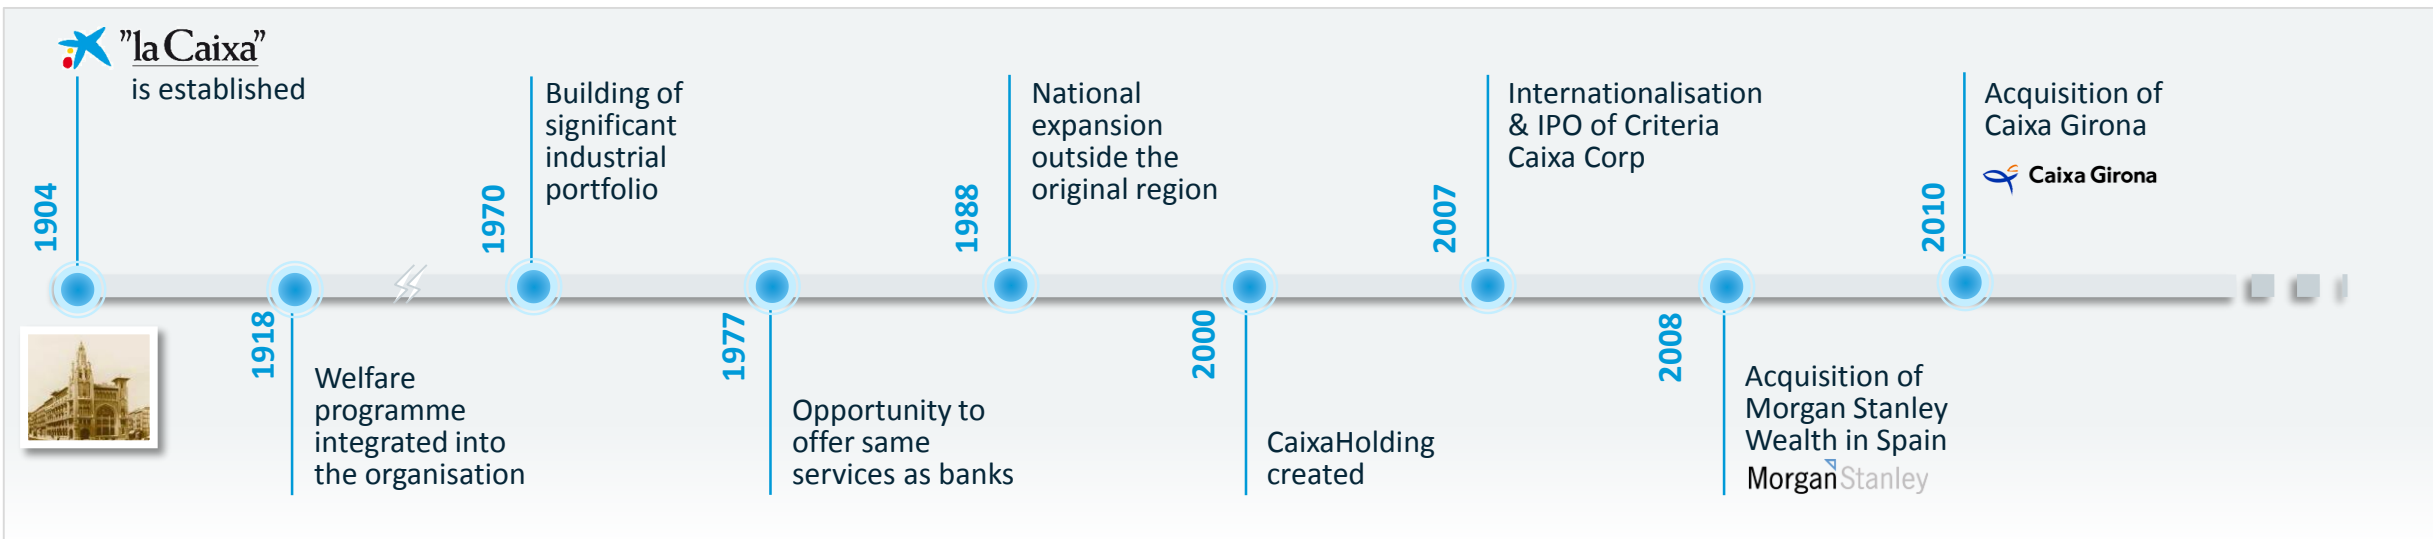 "la Caixa"
is established
1904
1918
Welfare
programme
integrated into
the organisation
1970
Building of
significant
industrial
portfolio
1977
Opportunity to
offer same
services as banks
1988
National
expansion
outside the
original region
2000
CaixaHolding
created
2007
Internationalisation
& IPO of Criteria
Caixa Corp
2008
Acquisition of
Morgan Stanley
Wealth in Spain
Morgan Stanley
2010
Acquisition of
Caixa Girona
Caixa Girona